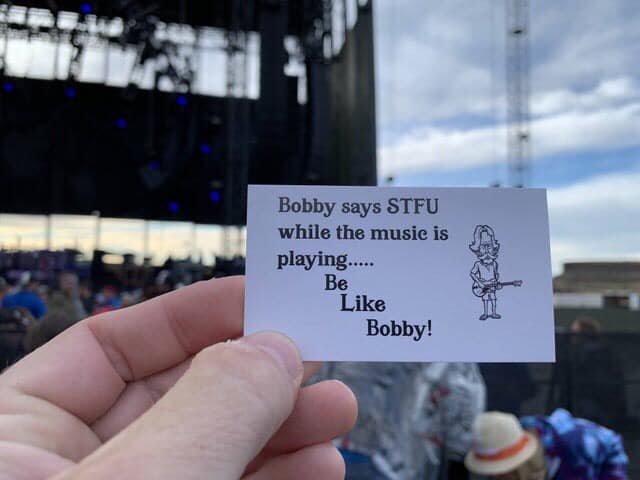 Bobby says STFU
while the music is
playing.....
Be
Like
Bobby!